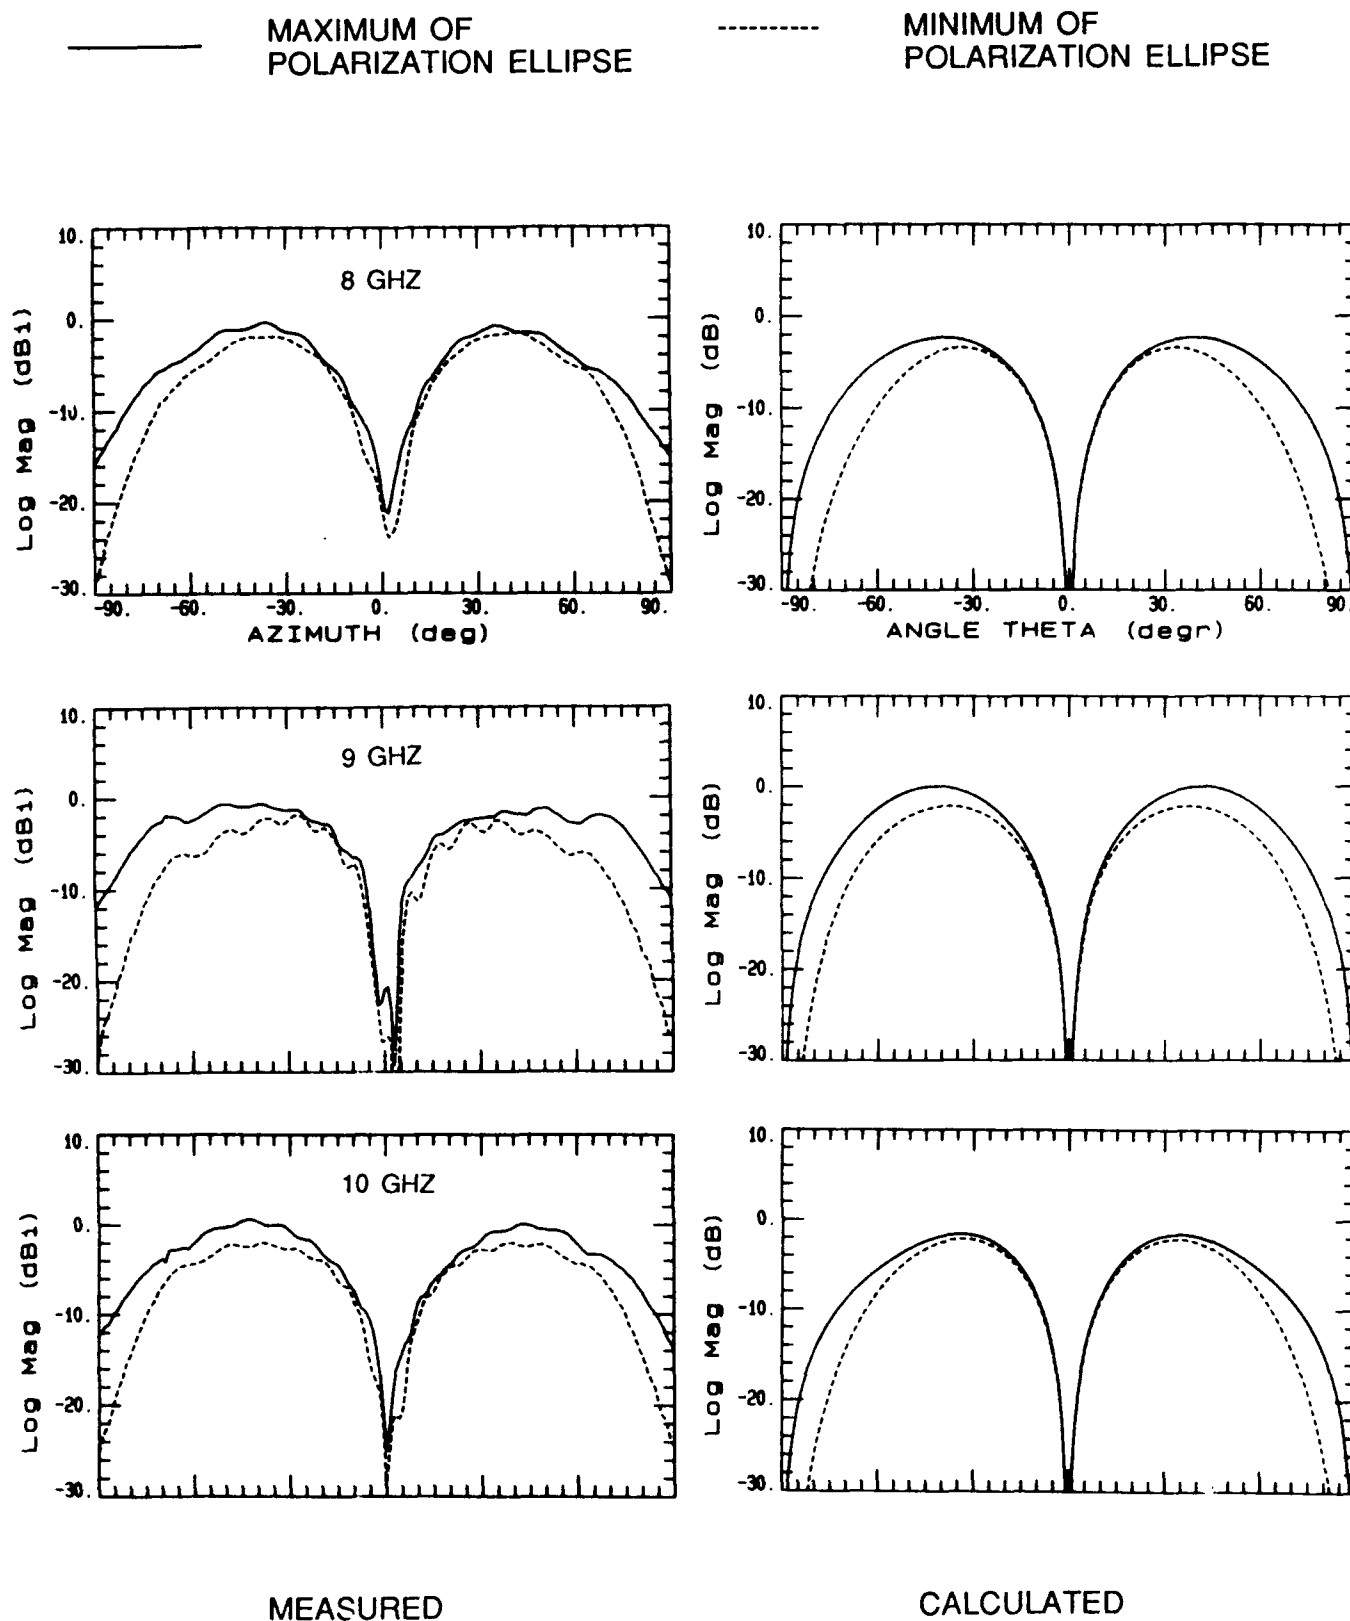 MAXIMUM OF
POLARIZATION ELLIPSE
MINIMUM OF
POLARIZATION ELLIPSE
10.
0.
-10.
-20.
-30.
Log Mag (dBi)
8 GHZ
-90. -60. -30. 0. 30. 60. 90.
AZIMUTH (deg)
10.
0.
-10.
-20.
-30.
Log Mag (dB)
-90. -60. -30. 0. 30. 60. 90.
ANGLE THETA (degr)
10.
0.
-10.
-20.
-30.
Log Mag (dBi)
9 GHZ
10.
0.
-10.
-20.
-30.
Log Mag (dB)
10.
0.
-10.
-20.
-30.
Log Mag (dBi)
10 GHZ
10.
0.
-10.
-20.
-30.
Log Mag (dB)
MEASURED
CALCULATED